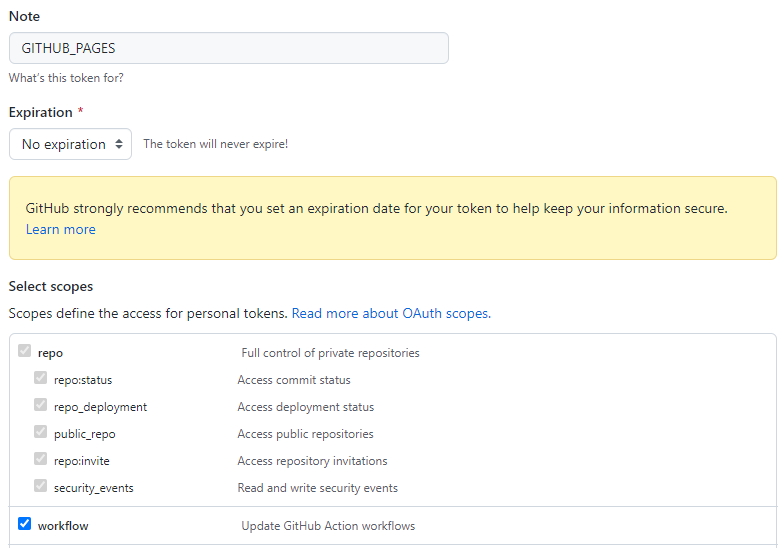 Note
GITHUB_PAGES
What's this token for?
Expiration *
No expiration The token will never expire!
GitHub strongly recommends that you set an expiration date for your token to help keep your information secure.
Learn more
Select scopes
Scopes define the access for personal tokens. Read more about OAuth scopes.
repo Full control of private repositories
repo:status Access commit status
repo_deployment Access deployment status
public_repo Access public repositories
repo:invite Access repository invitations
security_events Read and write security events
workflow Update GitHub Action workflows